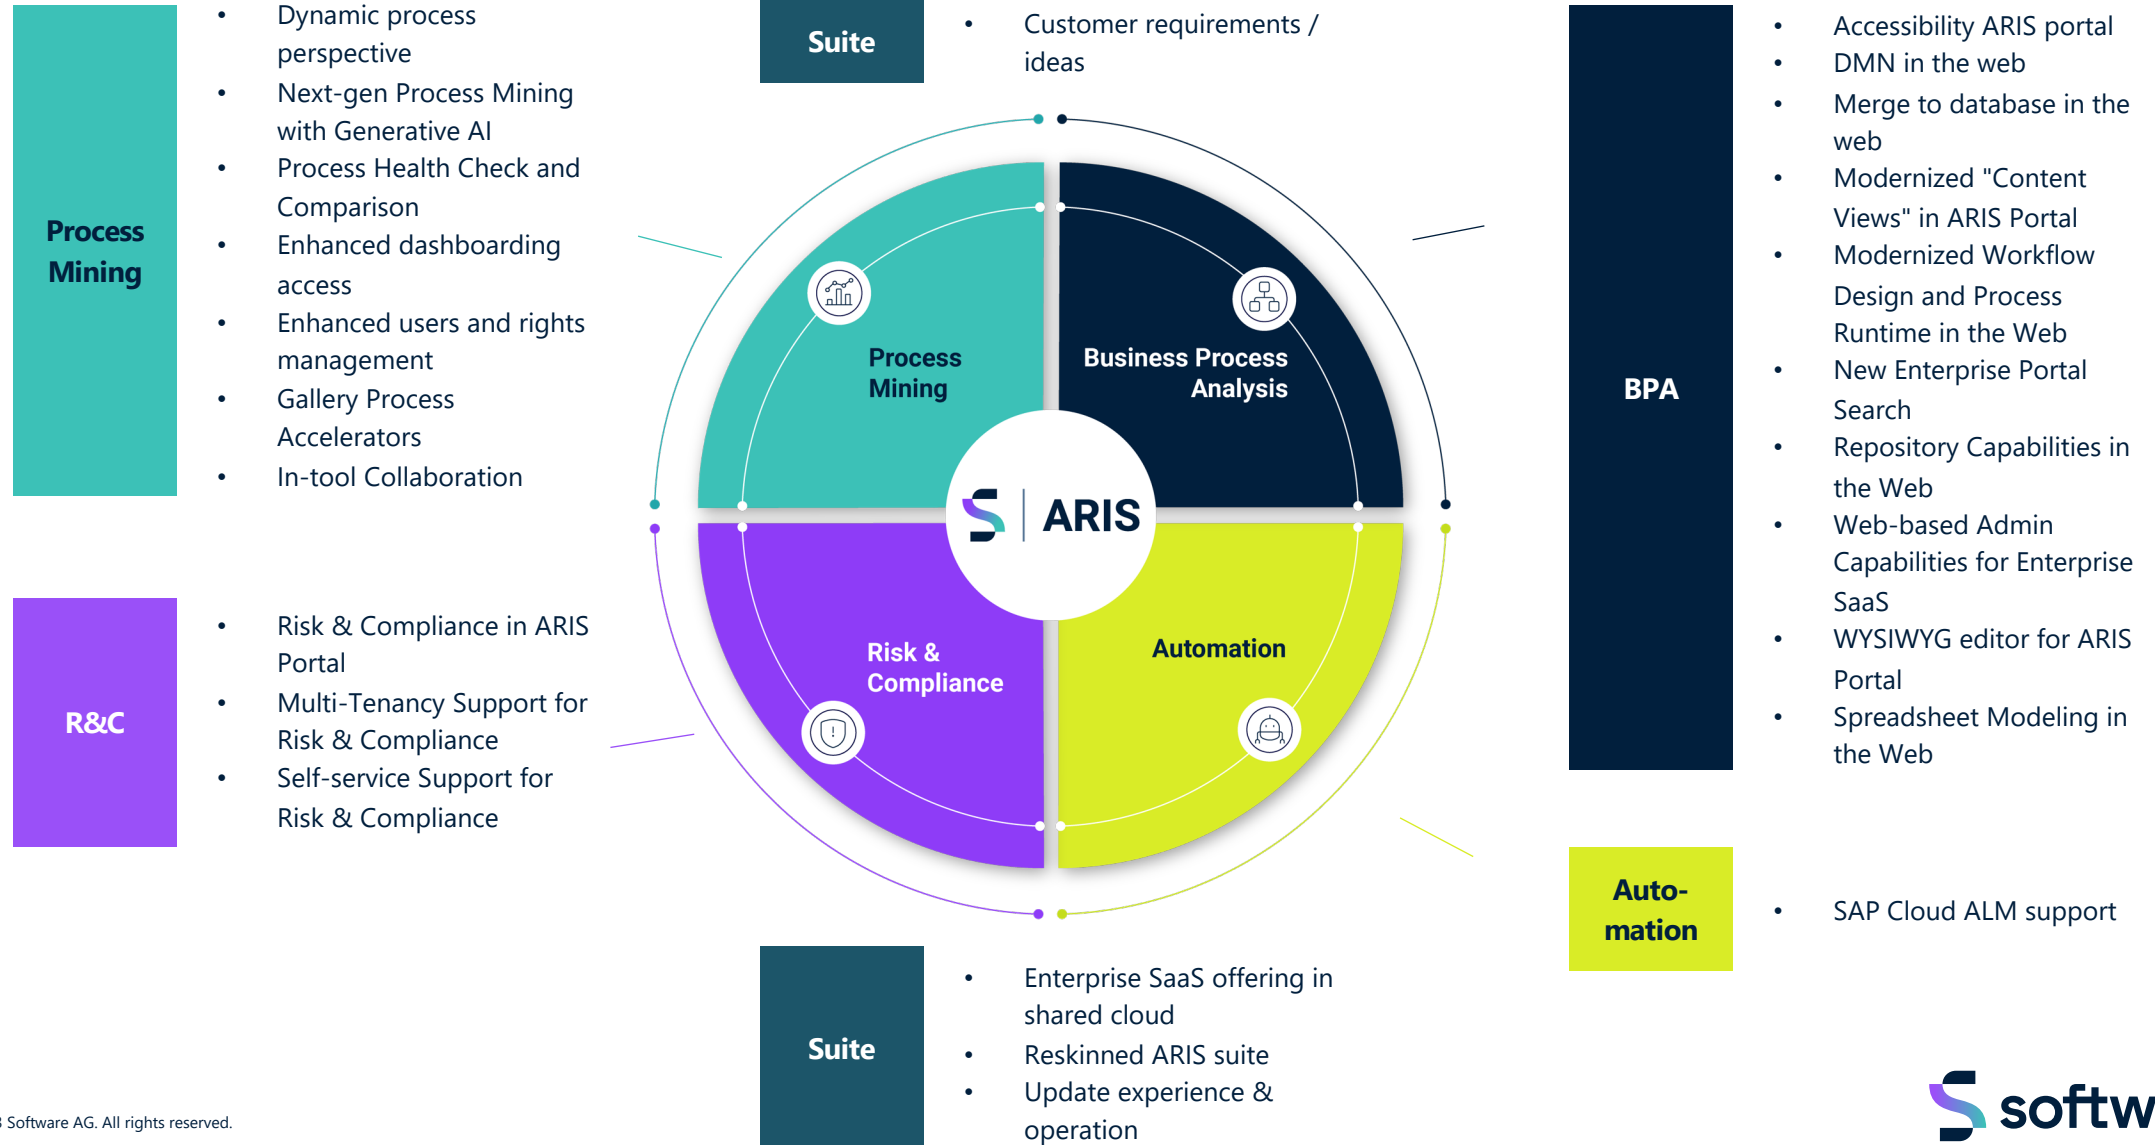 Process
Mining
• Dynamic process
perspective
• Next-gen Process Mining
with Generative AI
• Process Health Check and
Comparison
• Enhanced dashboarding
access
• Enhanced users and rights
management
• Gallery Process
Accelerators
• In-tool Collaboration
R&C
• Risk & Compliance in ARIS
Portal
• Multi-Tenancy Support for
Risk & Compliance
• Self-service Support for
Risk & Compliance
Suite
• Customer requirements /
ideas
Process
Mining
Business Process
Analysis
ARIS
Risk &
Compliance
Automation
Suite
• Enterprise SaaS offering in
shared cloud
• Reskinned ARIS suite
• Update experience &
operation
BPA
• Accessibility ARIS portal
• DMN in the web
• Merge to database in the
web
• Modernized "Content
Views" in ARIS Portal
• Modernized Workflow
Design and Process
Runtime in the Web
• New Enterprise Portal
Search
• Repository Capabilities in
the Web
• Web-based Admin
Capabilities for Enterprise
SaaS
• WYSIWYG editor for ARIS
Portal
• Spreadsheet Modeling in
the Web
Auto-
mation
• SAP Cloud ALM support
Software AG. All rights reserved.
softw